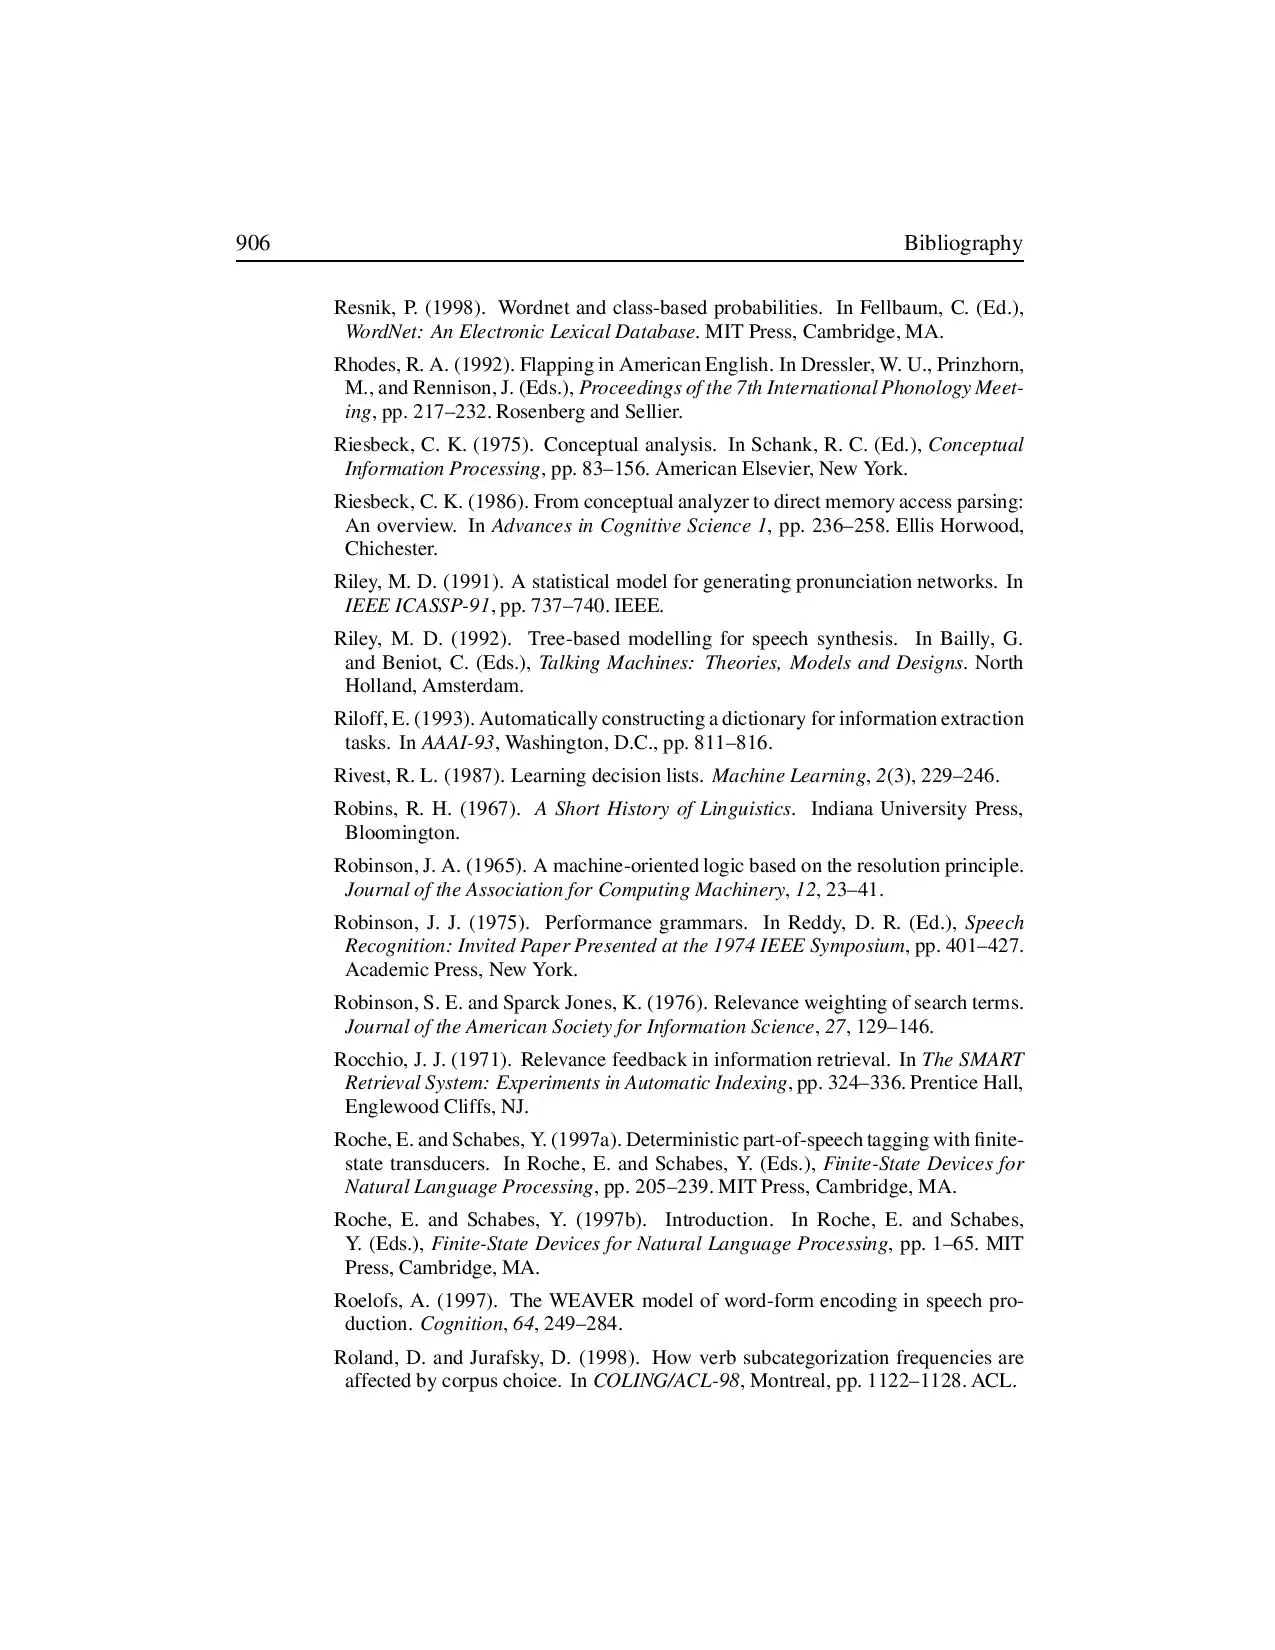 906 Bibliography
Resnik, P. (1998). Wordnet and class-based probabilities. In Fellbaum, C. (Ed.),
WordNet: An Electronic Lexical Database. MIT Press, Cambridge, MA.
Rhodes, R. A. (1992). Flapping in American English. In Dressler, W. U., Prinzhorn,
M., and Rennison, J. (Eds.), Proceedings of the 7th International Phonology Meet-
ing, pp. 217–232. Rosenberg and Sellier.
Riesbeck, C. K. (1975). Conceptual analysis. In Schank, R. C. (Ed.), Conceptual
Information Processing, pp. 83–156. American Elsevier, New York.
Riesbeck, C. K. (1986). From conceptual analyzer to direct memory access parsing:
An overview. In Advances in Cognitive Science 1, pp. 236–258. Ellis Horwood,
Chichester.
Riley, M. D. (1991). A statistical model for generating pronunciation networks. In
IEEE ICASSP-91, pp. 737–740. IEEE.
Riley, M. D. (1992). Tree-based modelling for speech synthesis. In Bailly, G.
and Beniot, C. (Eds.), Talking Machines: Theories, Models and Designs. North
Holland, Amsterdam.
Riloff, E. (1993). Automatically constructing a dictionary for information extraction
tasks. In AAAI-93, Washington, D.C., pp. 811–816.
Rivest, R. L. (1987). Learning decision lists. Machine Learning, 2(3), 229–246.
Robins, R. H. (1967). A Short History of Linguistics. Indiana University Press,
Bloomington.
Robinson, J. A. (1965). A machine-oriented logic based on the resolution principle.
Journal of the Association for Computing Machinery, 12, 23–41.
Robinson, J. J. (1975). Performance grammars. In Reddy, D. R. (Ed.), Speech
Recognition: Invited Paper Presented at the 1974 IEEE Symposium, pp. 401–427.
Academic Press, New York.
Robinson, S. E. and Sparck Jones, K. (1976). Relevance weighting of search terms.
Journal of the American Society for Information Science, 27, 129–146.
Rocchio, J. J. (1971). Relevance feedback in information retrieval. In The SMART
Retrieval System: Experiments in Automatic Indexing, pp. 324–336. Prentice Hall,
Englewood Cliffs, NJ.
Roche, E. and Schabes, Y. (1997a). Deterministic part-of-speech tagging with finite-
state transducers. In Roche, E. and Schabes, Y. (Eds.), Finite-State Devices for
Natural Language Processing, pp. 205–239. MIT Press, Cambridge, MA.
Roche, E. and Schabes, Y. (1997b). Introduction. In Roche, E. and Schabes,
Y. (Eds.), Finite-State Devices for Natural Language Processing, pp. 1–65. MIT
Press, Cambridge, MA.
Roelofs, A. (1997). The WEAVER model of word-form encoding in speech pro-
duction. Cognition, 64, 249–284.
Roland, D. and Jurafsky, D. (1998). How verb subcategorization frequencies are
affected by corpus choice. In COLING/ACL-98, Montreal, pp. 1122–1128. ACL.